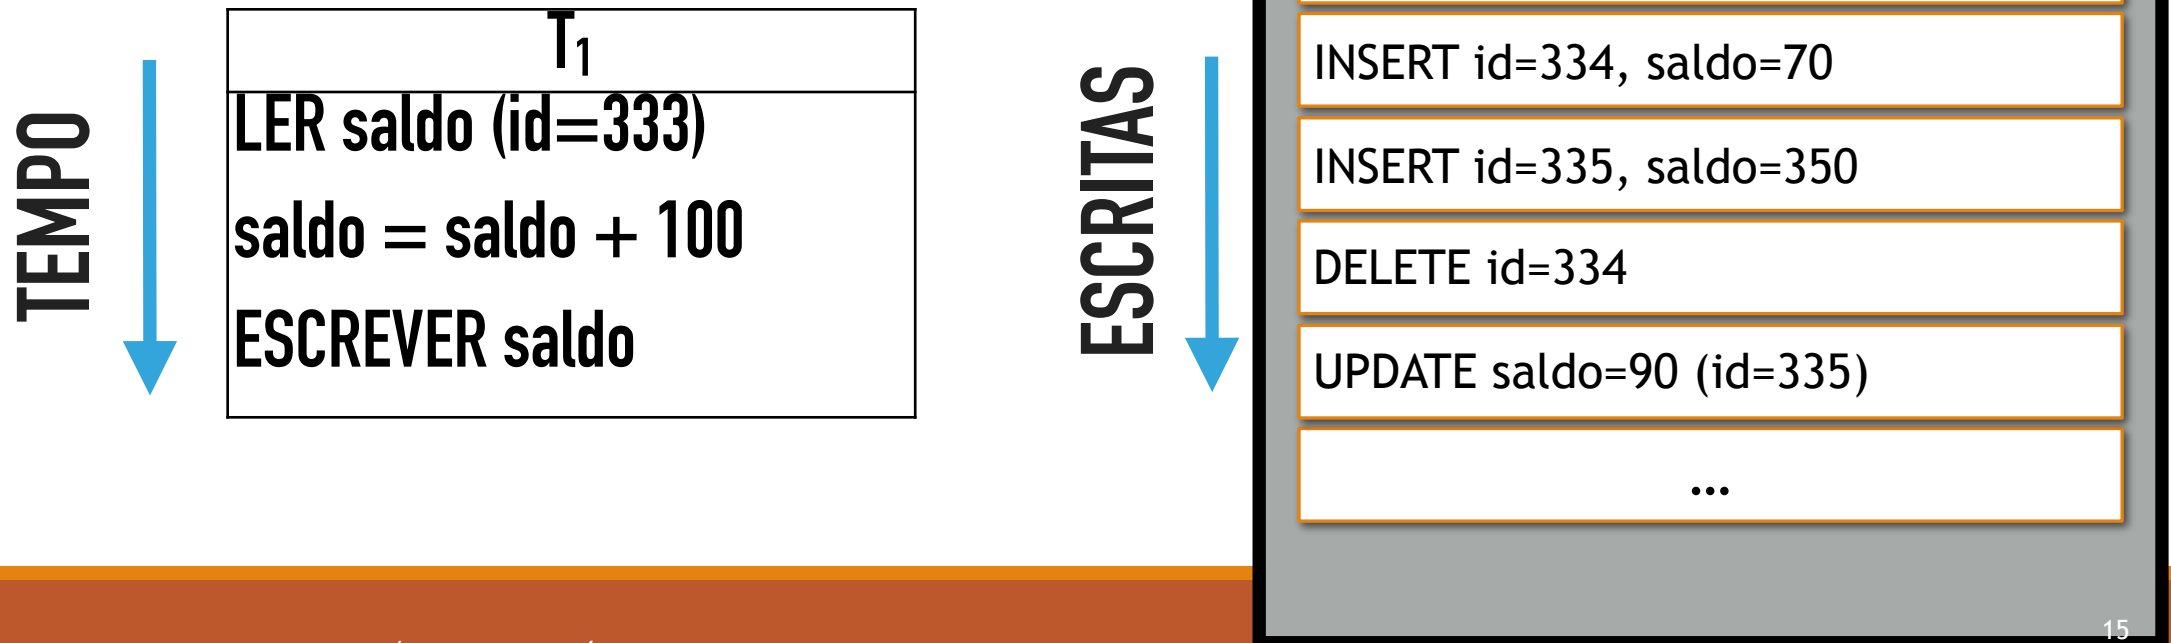 TEMPO
T₁
LER saldo (id=333)
saldo = saldo + 100
ESCREVER saldo
ESCRITAS
INSERT id=334, saldo=70
INSERT id=335, saldo=350
DELETE id=334
UPDATE saldo=90 (id=335)
...
15